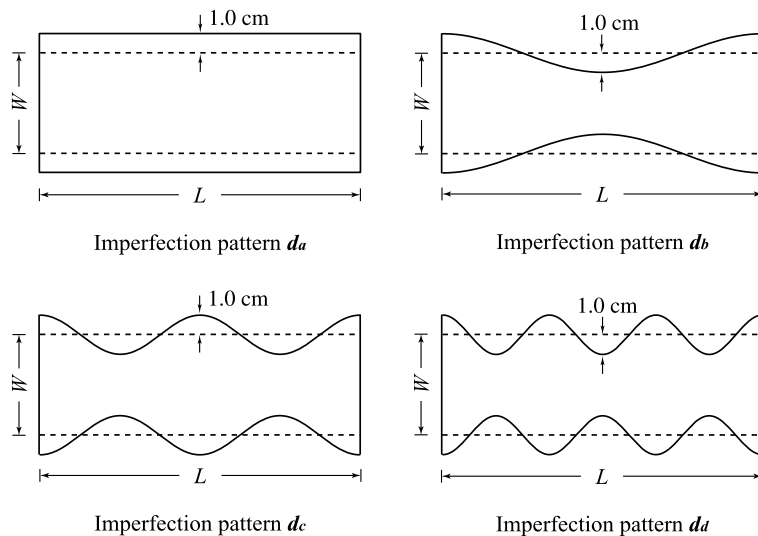 1.0 cm
W
L
Imperfection pattern da
1.0 cm
W
L
Imperfection pattern db
1.0 cm
W
L
Imperfection pattern dc
1.0 cm
W
L
Imperfection pattern dd